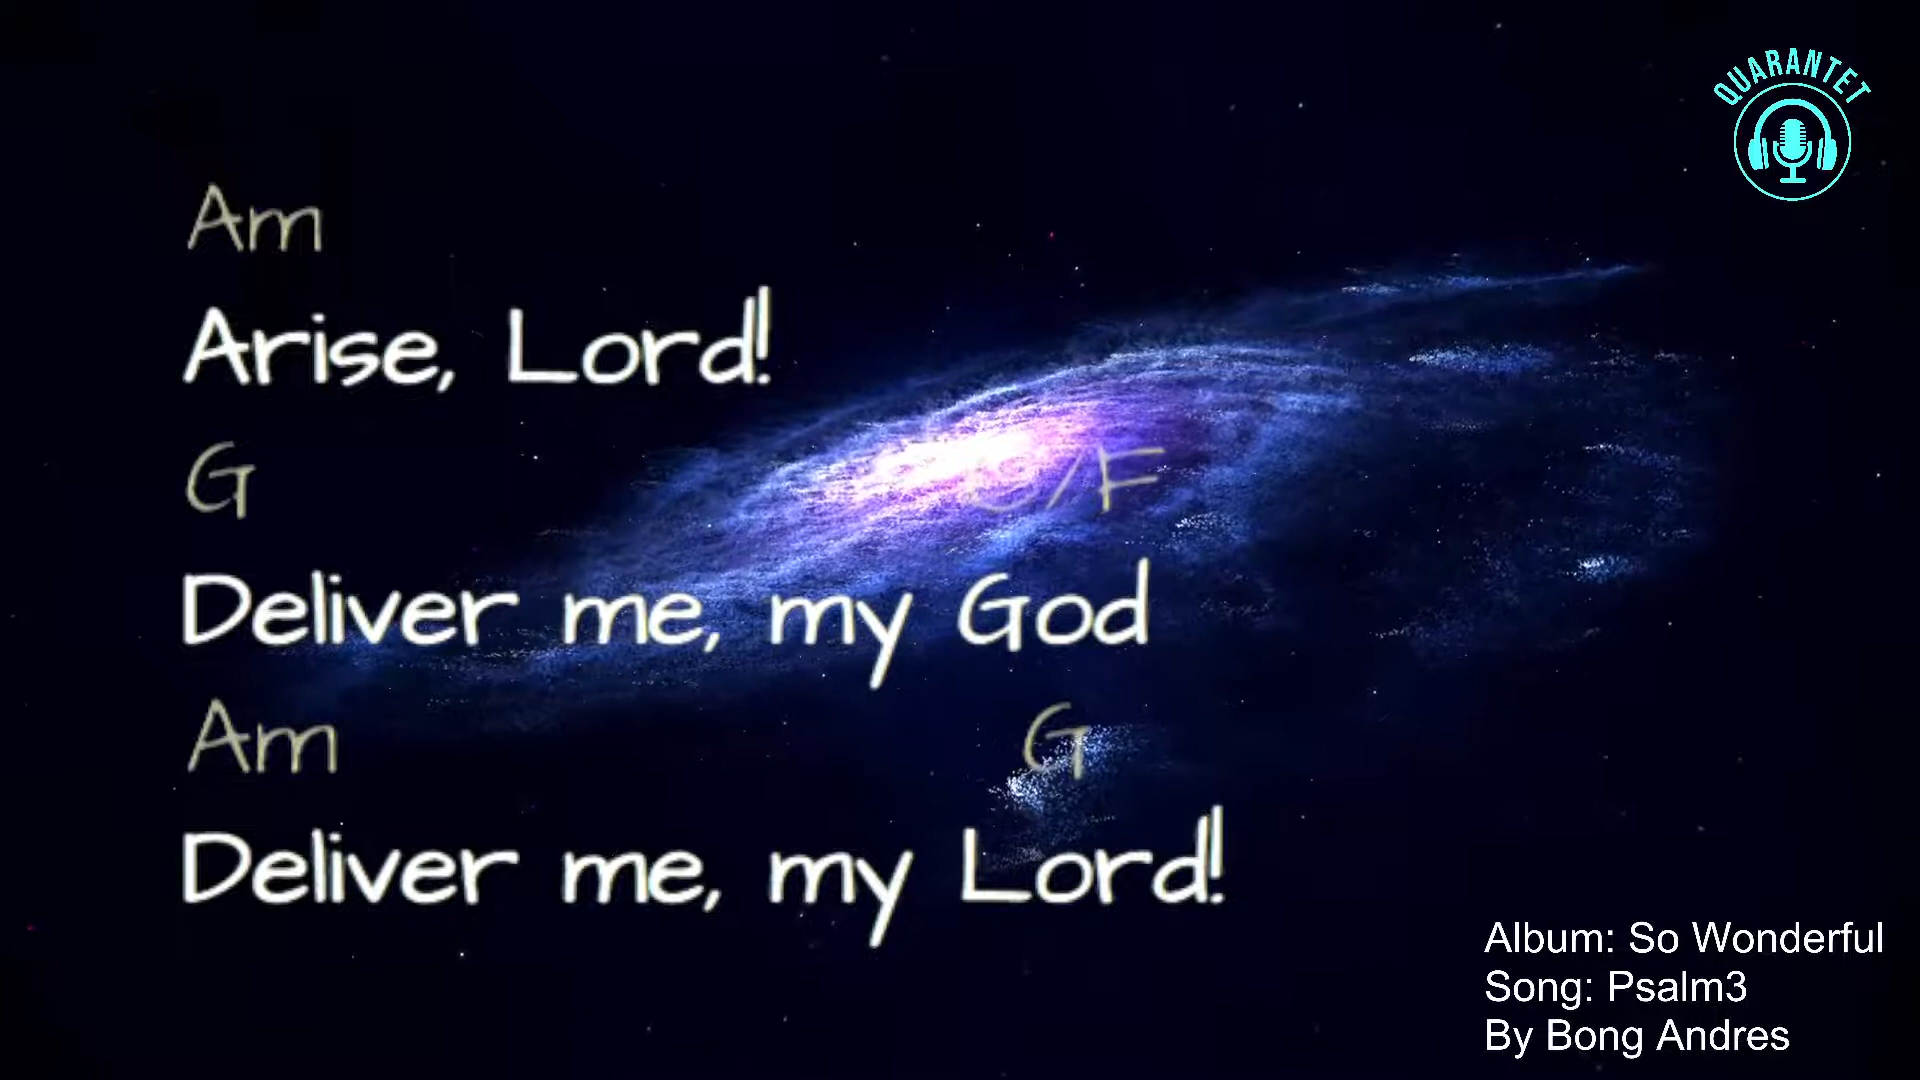 QUARANTET
Am
Arise, Lord!
G /F
Deliver me, my God
Am G
Deliver me, my Lord!
Album: So Wonderful
Song: Psalm3
By Bong Andres